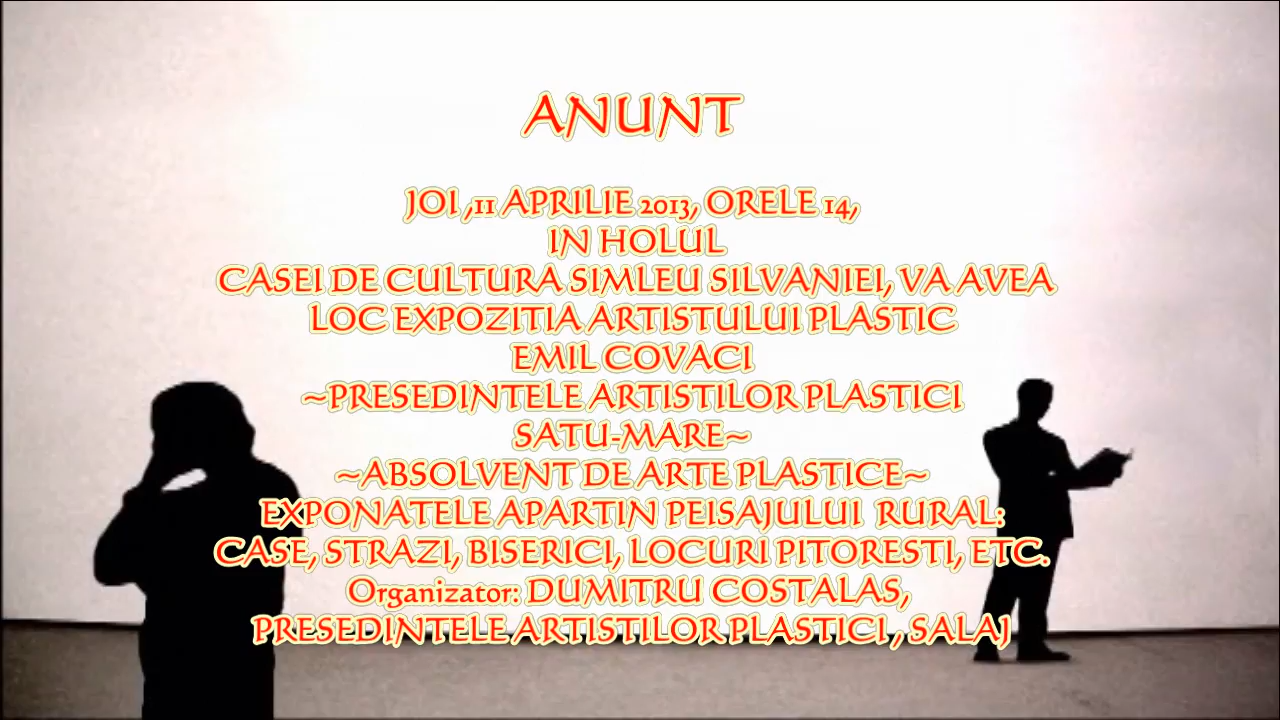 ANUNT
JOI ,11 APRILIE 2013, ORELE 14,
IN HOLUL
CASEI DE CULTURA SIMLEU SILVANIEI, VA AVEA
LOC EXPOZITIA ARTISTULUI PLASTIC
EMIL COVACI
~PRESEDINTELE ARTISTILOR PLASTICI
SATU-MARE~
~ABSOLVENT DE ARTE PLASTICE~
EXPONATELE APARTIN PEISAJULUI  RURAL:
CASE, STRAZI, BISERICI, LOCURI PITORESTI, ETC.
Organizator: DUMITRU COSTALAS,
PRESEDINTELE ARTISTILOR PLASTICI , SALAJ